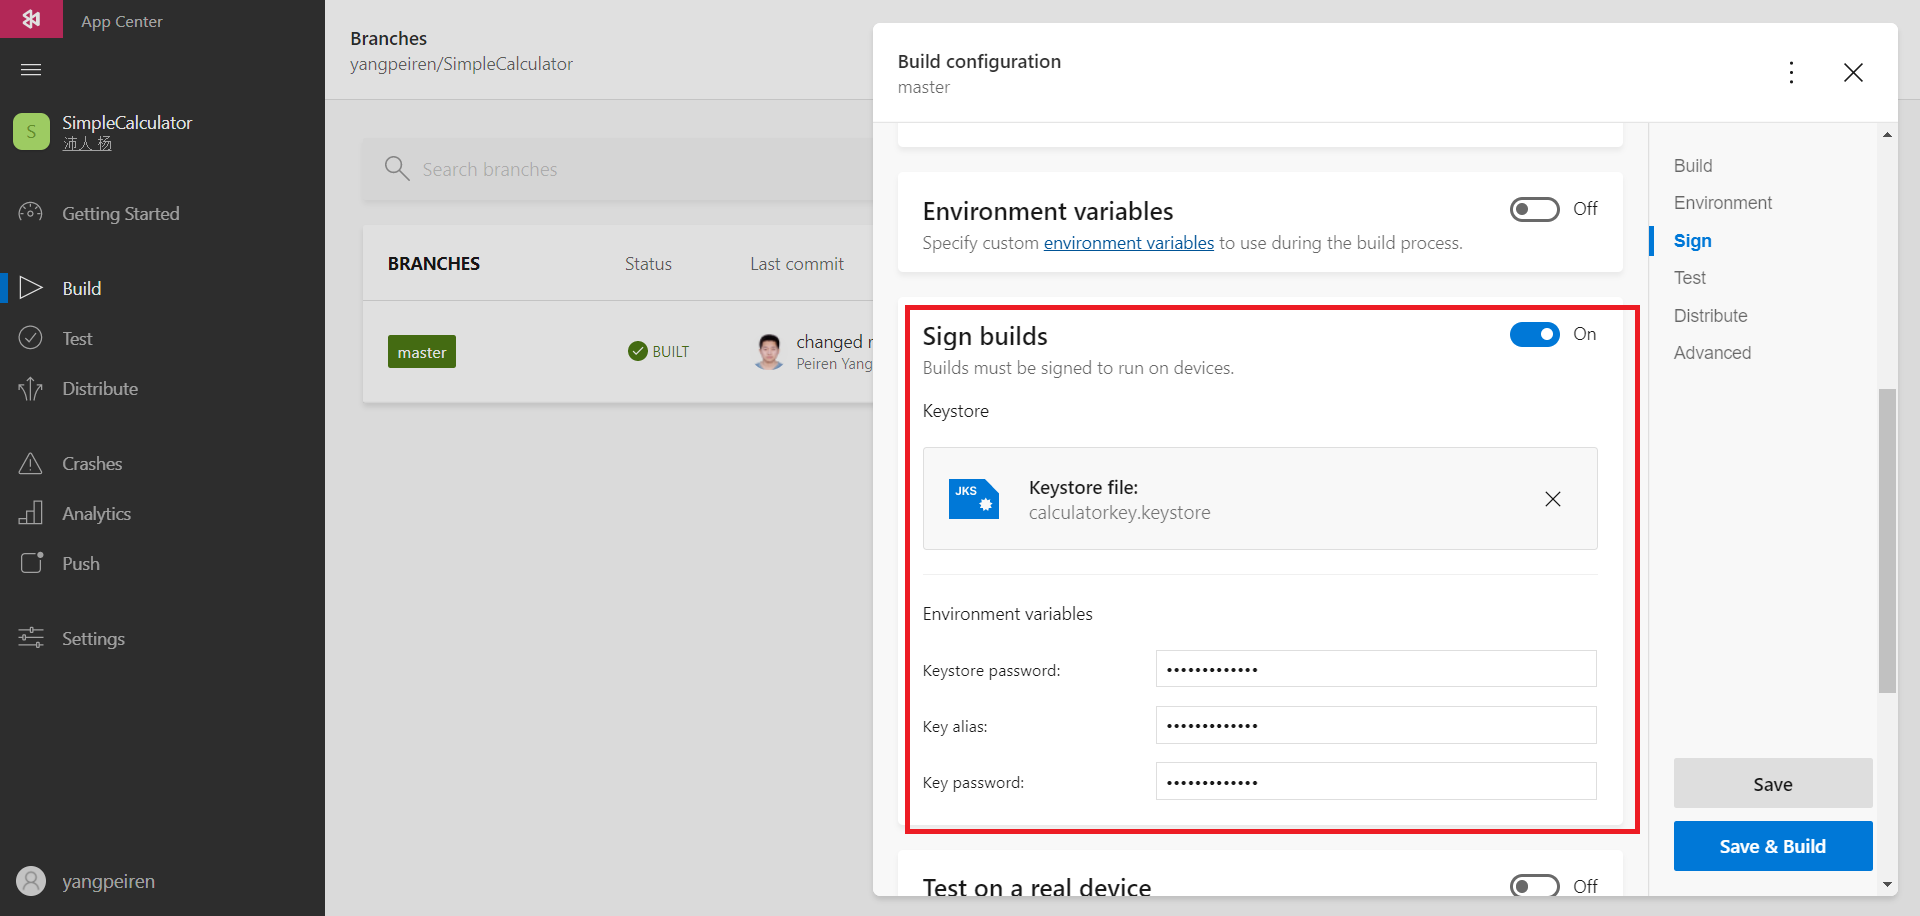 App Center
S
SimpleCalculator
沛人 杨
Getting Started
Build
Test
Distribute
Crashes
Analytics
Push
Settings
yangpeiren
Branches
yangpeiren/SimpleCalculator
Search branches
BRANCHES Status Last commit
master BUILT changed
Peiren Yang
Build configuration
master
Environment variables Off
Specify custom environment variables to use during the build process.
Sign builds On
Builds must be signed to run on devices.
Keystore
JKS
Keystore file:
calculatorkey.keystore
Environment variables
Keystore password: •••••••••••••
Key alias: •••••••••••••
Key password: •••••••••••••
Test on a real device Off
Build
Environment
Sign
Test
Distribute
Advanced
Save
Save & Build